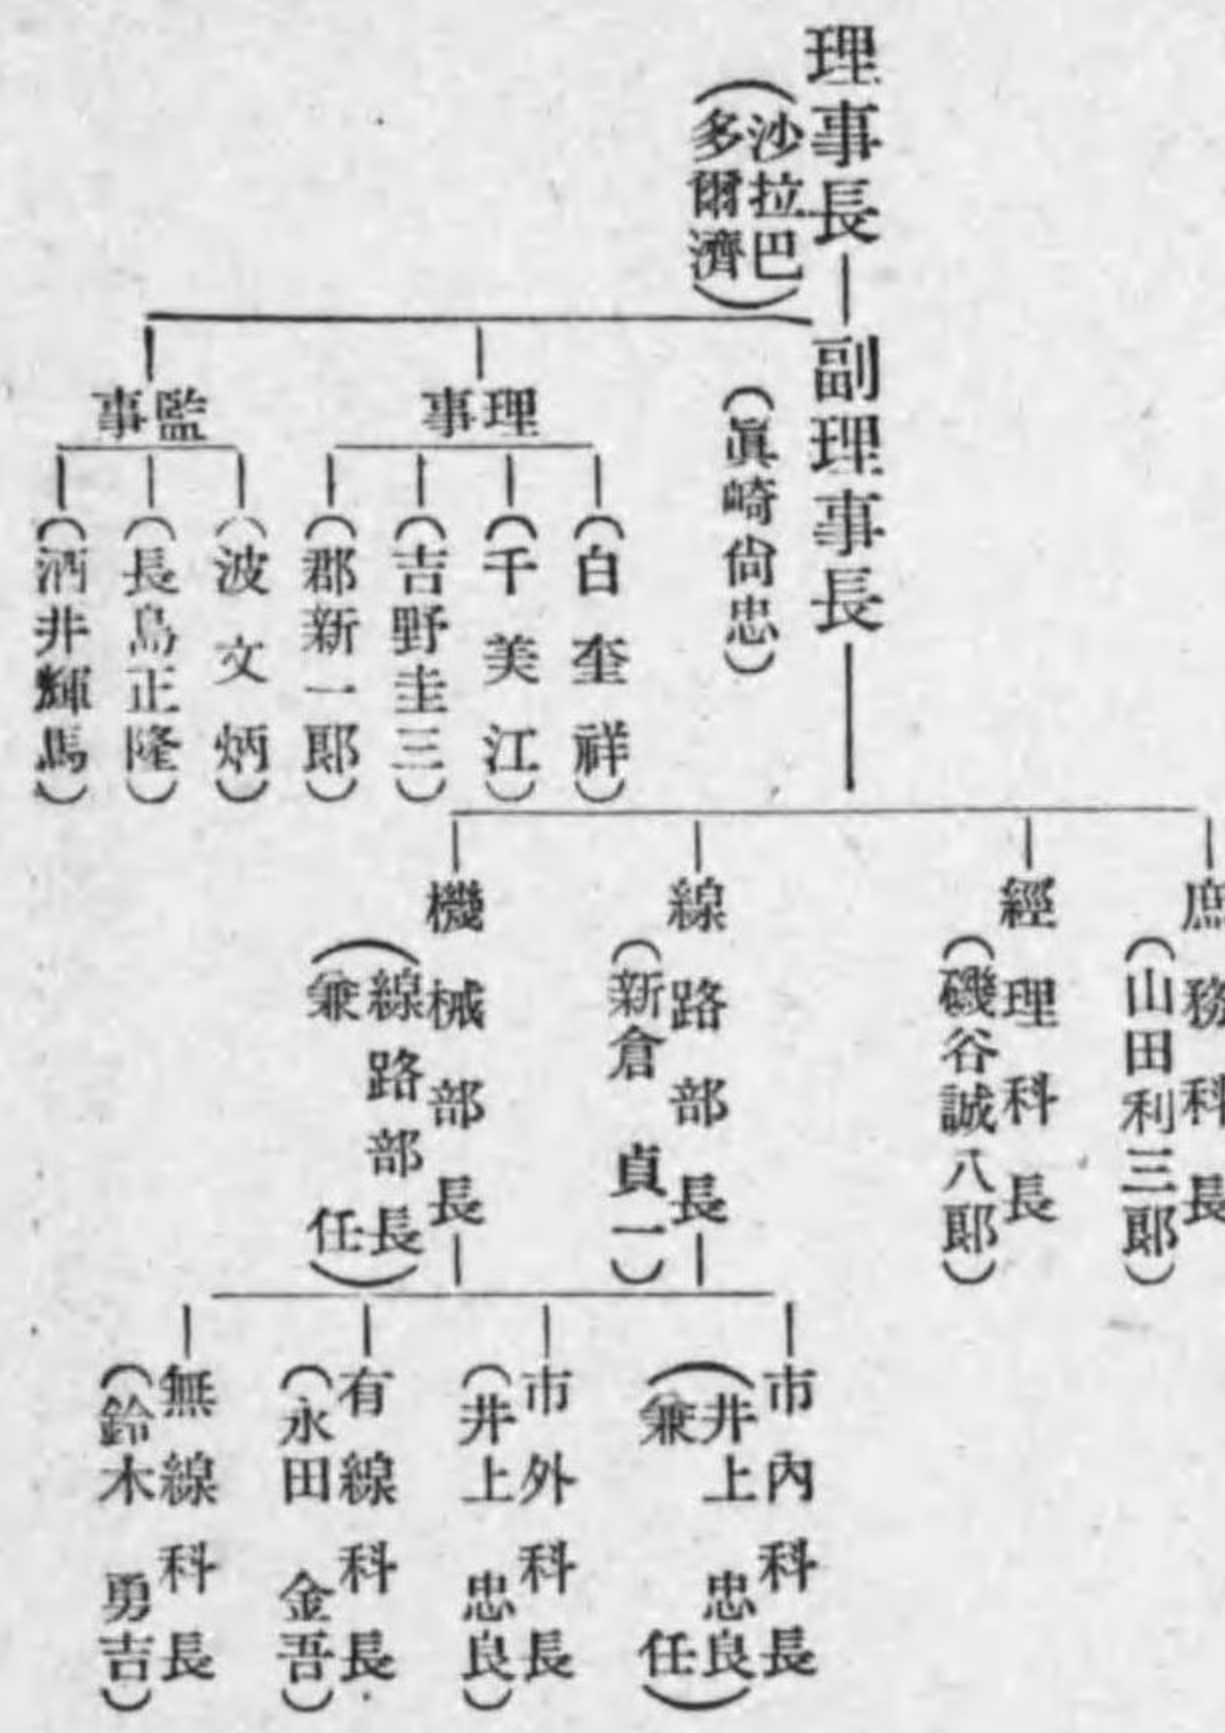 理事長
(沙拉巴
多爾濟)
副理事長
(眞崎尙忠)
理事
(白奎祥)
(千美江)
(吉野圭三)
(郡新一郞)
監事
(波文炳)
(長島正隆)
(酒井輝馬)
庶務科長
(山田利三郞)
經理科長
(磯谷誠八郞)
線路部長
(新倉貞一)
機械部長
(線路部長
兼任)
市內科長
(井上忠良
兼任)
市外科長
(井上忠良)
有線科長
(永田金吾)
無線科長
(鈴木勇吉)